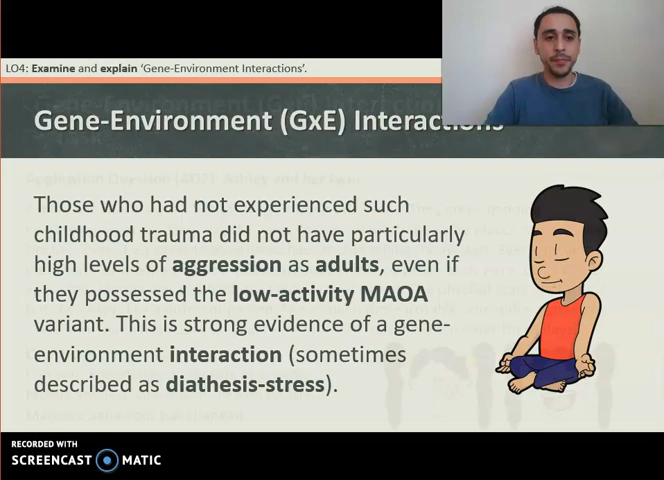 LO4: Examine and explain 'Gene-Environment Interactions'.
Gene-Environment (GxE) Interactions
Those who had not experienced such
childhood trauma did not have particularly
high levels of aggression as adults, even if
they possessed the low-activity MAOA
variant. This is strong evidence of a gene-
environment interaction (sometimes
described as diathesis-stress).
RECORDED WITH
SCREENCAST MATIC